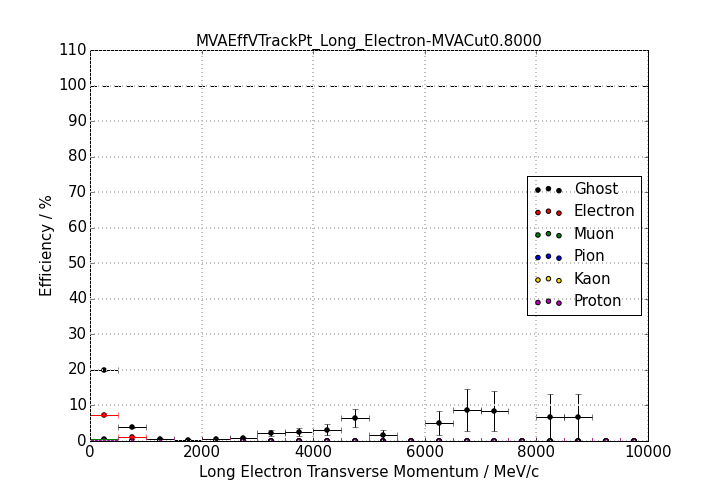 MVAEffVTrackPt_Long_Electron-MVACut0.8000
110
100
90
80
70
60
50
40
30
20
10
0
Efficiency / %
Ghost
Electron
Muon
Pion
Kaon
Proton
0 2000 4000 6000 8000 10000
Long Electron Transverse Momentum / MeV/c